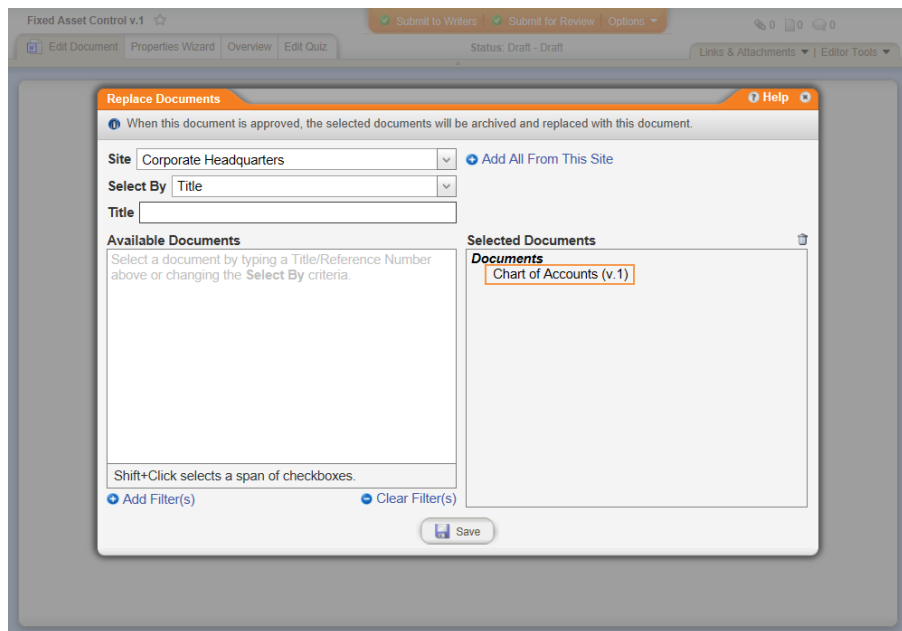 Fixed Asset Control v.1
Submit to Writers
Submit for Review
Options
0 0 0
Edit Document
Properties Wizard
Overview
Edit Quiz
Status: Draft - Draft
Links & Attachments | Editor Tools
Replace Documents
Help
When this document is approved, the selected documents will be archived and replaced with this document.
Site Corporate Headquarters
Add All From This Site
Select By Title
Title
Available Documents
Select a document by typing a Title/Reference Number
above or changing the Select By criteria.
Shift+Click selects a span of checkboxes.
Add Filter(s)
Clear Filter(s)
Selected Documents
Documents
Chart of Accounts (v.1)
Save